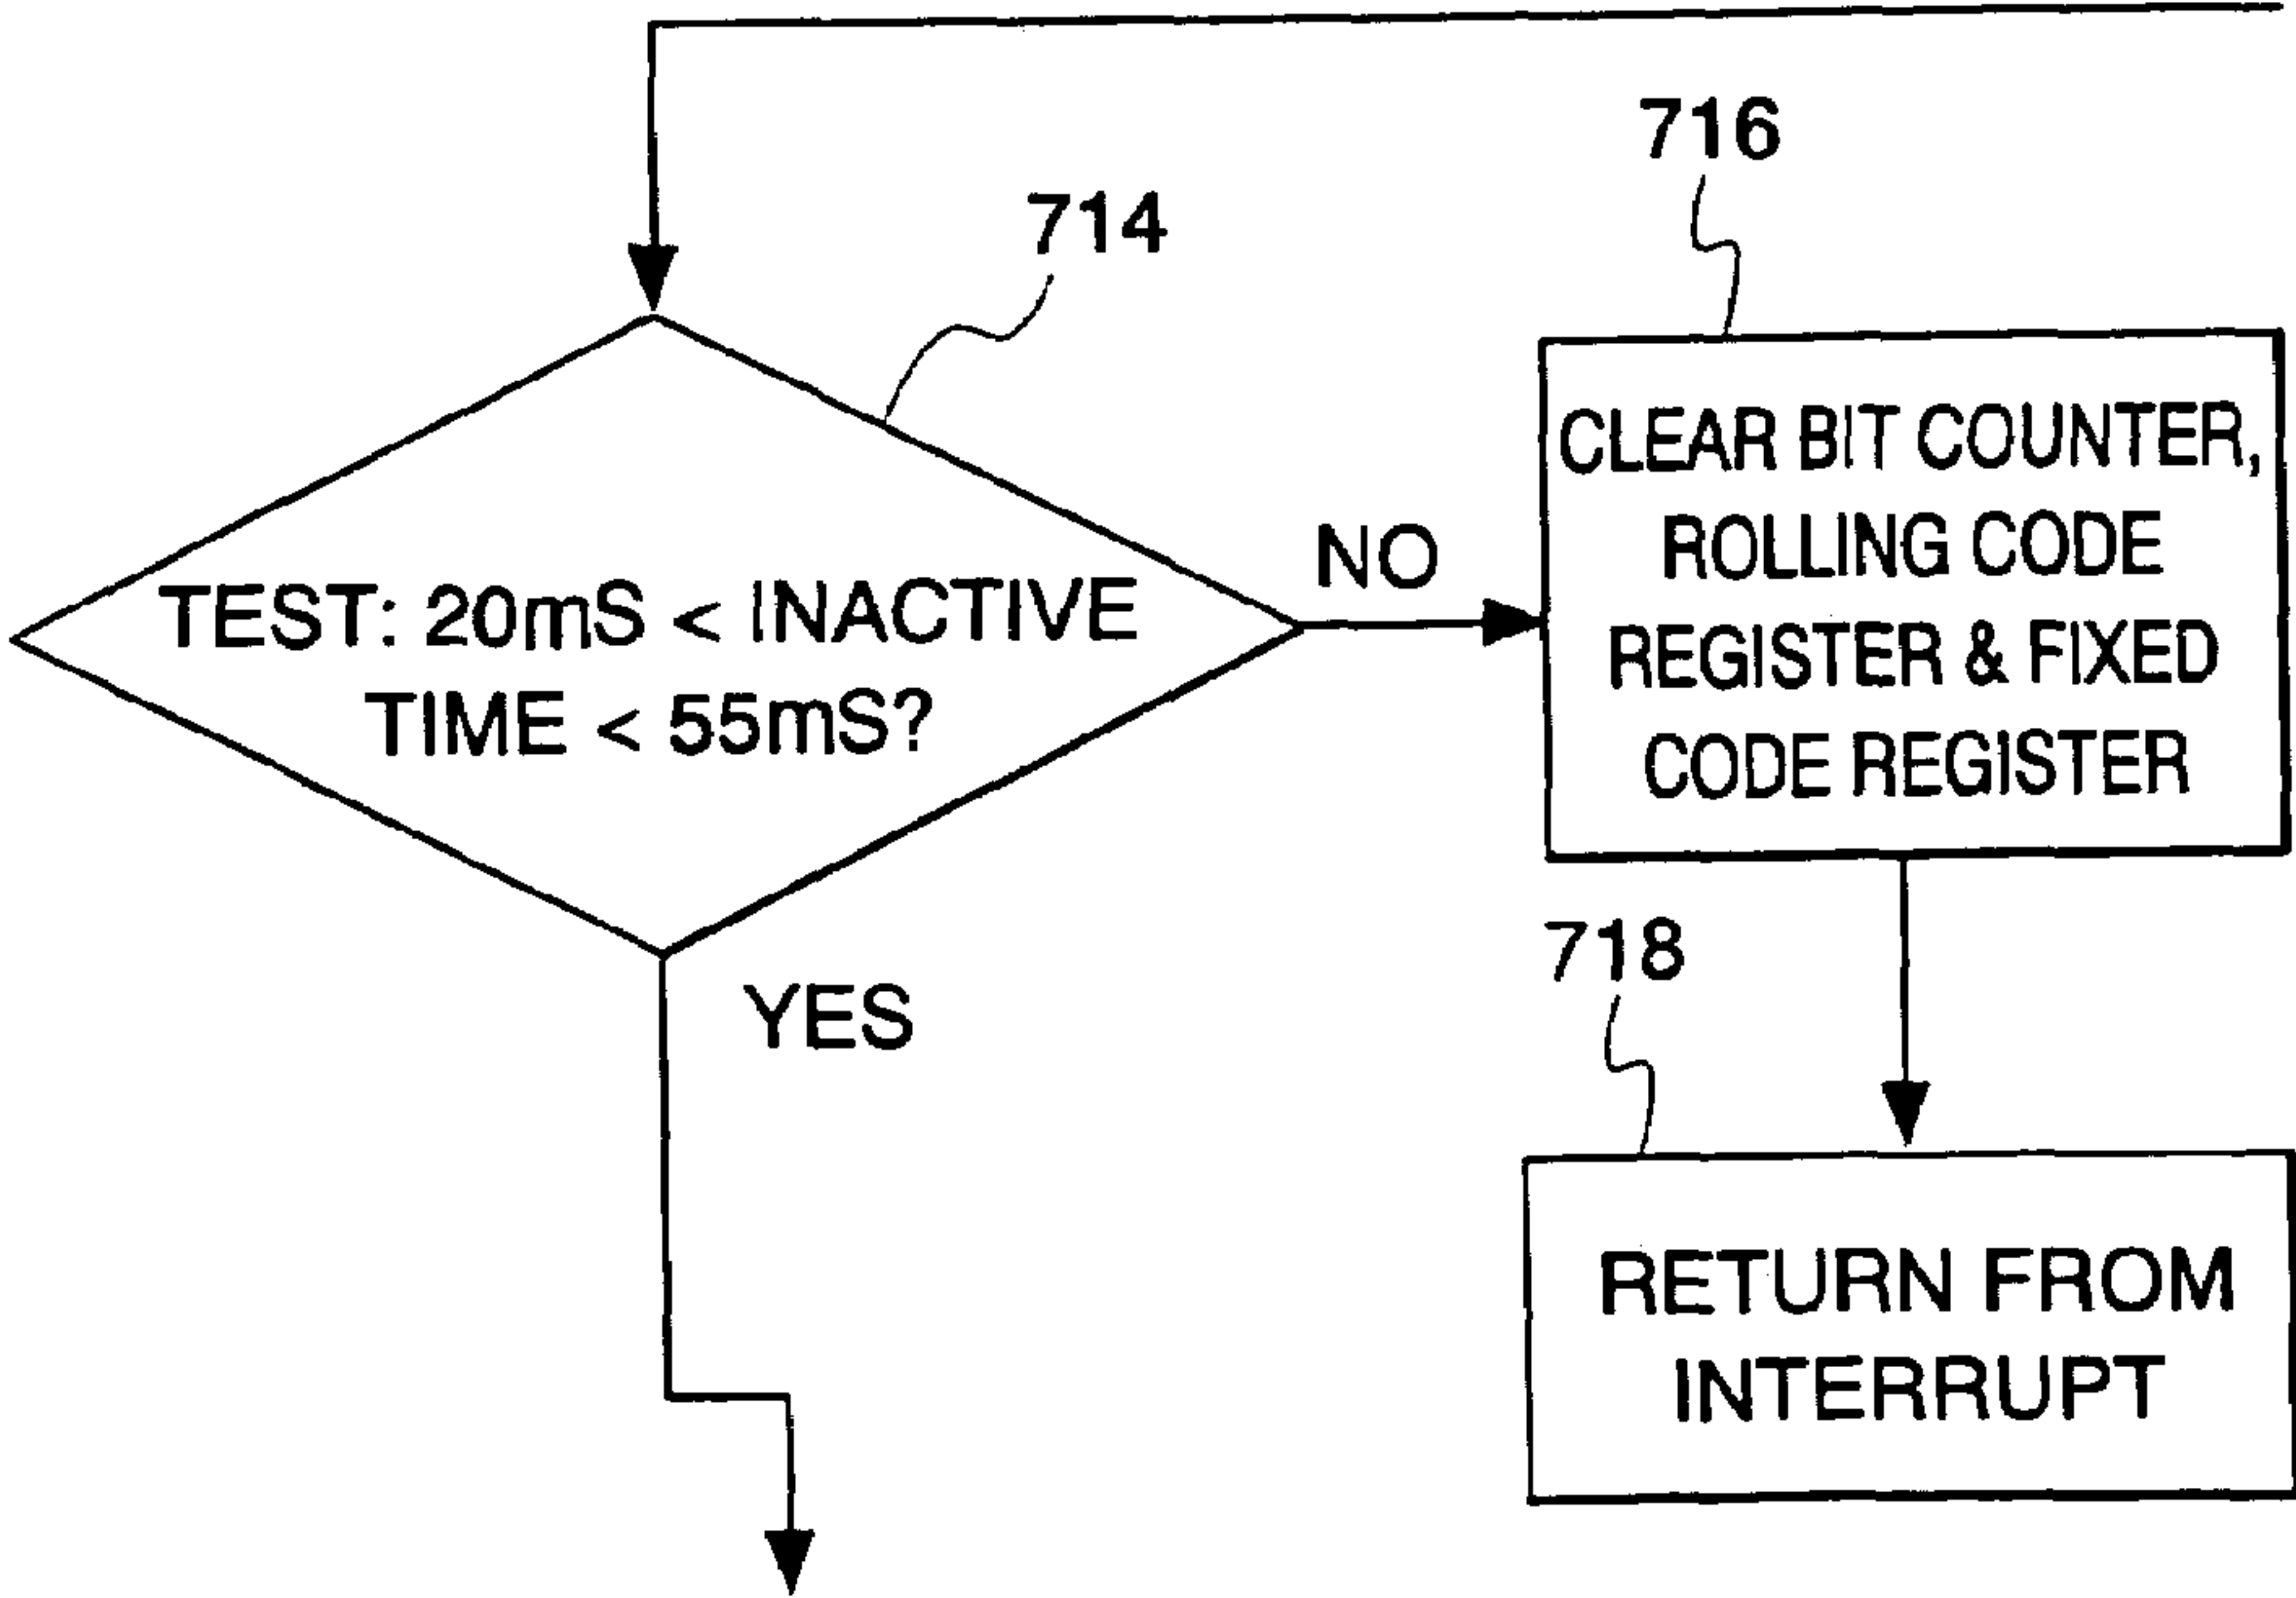 716
714
CLEAR BIT COUNTER,
ROLLING CODE
REGISTER & FIXED
CODE REGISTER
NO
TEST: 20mS < INACTIVE
TIME < 55mS?
718
YES
RETURN FROM
INTERRUPT